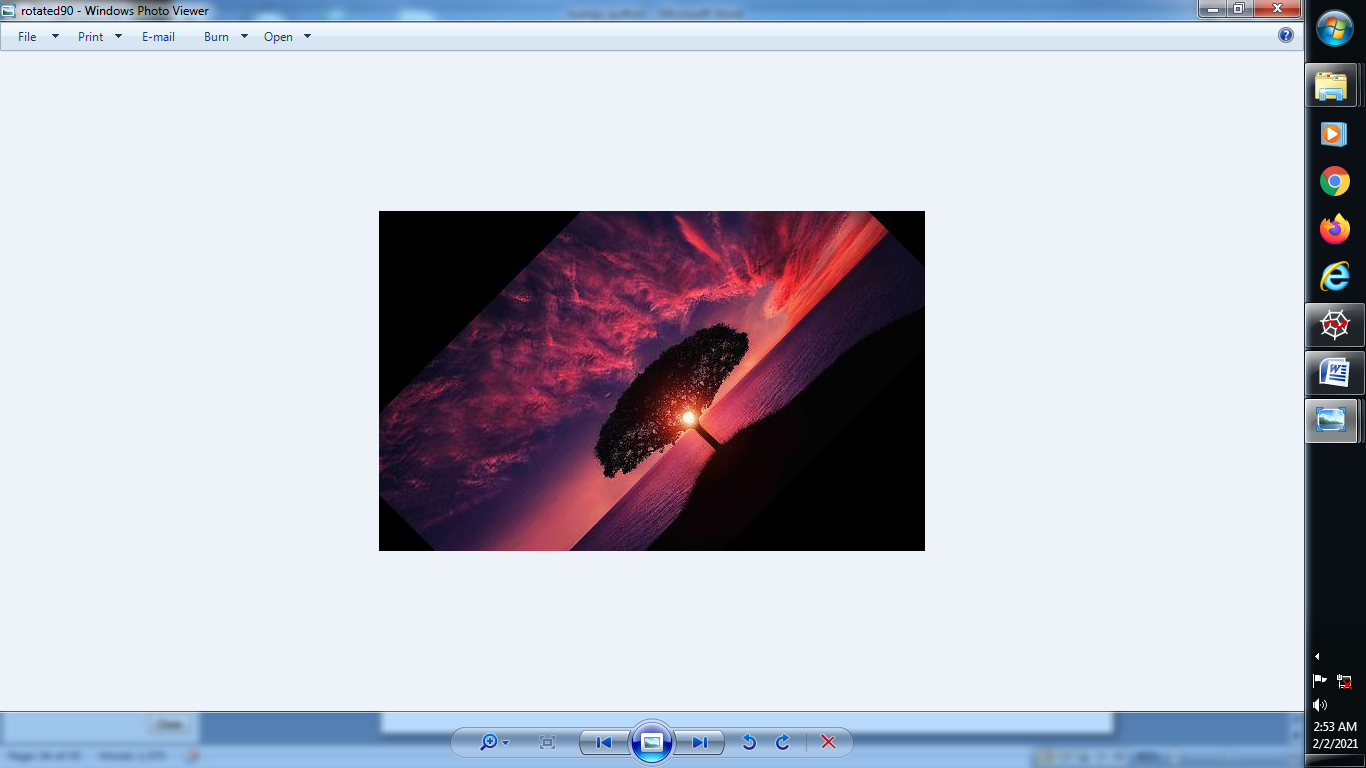 rotated90 - Windows Photo Viewer
File Print E-mail Burn Open
2:53 AM
2/2/2021